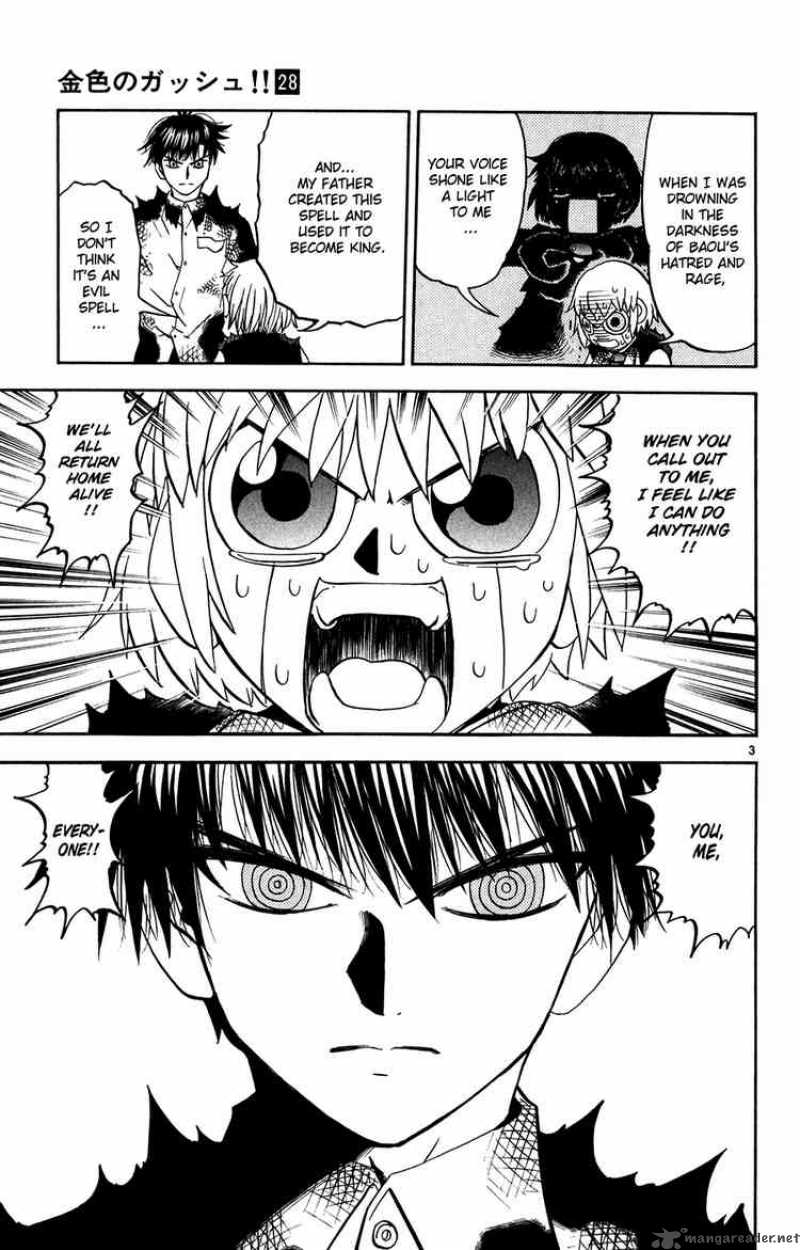 金色のガッシュ!! 28
WHEN I WAS
DROWNING
IN THE
DARKNESS
OF BAOU'S
HATRED AND
RAGE,
YOUR VOICE
SHONE LIKE
A LIGHT
TO ME
...
AND...
MY FATHER
CREATED THIS
SPELL AND
USED IT TO
BECOME KING.
SO I
DON'T
THINK
IT'S AN
EVIL
SPELL
...
WHEN YOU
CALL OUT
TO ME,
I FEEL LIKE
I CAN DO
ANYTHING
!!
WE'LL
ALL
RETURN
HOME
ALIVE
!!
3
YOU,
ME,
EVERY-
ONE!!
mangareader.net